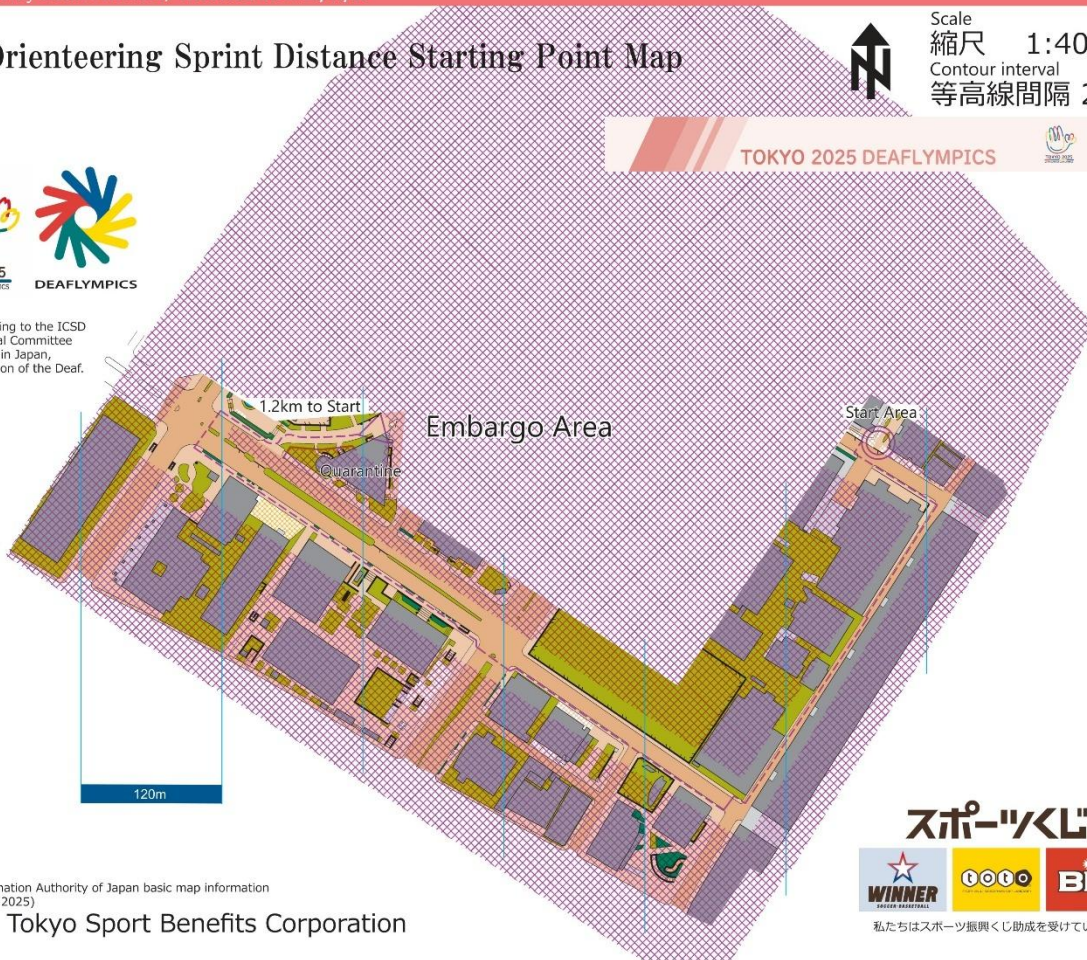 Orienteering Sprint Distance Starting Point Map
Scale
縮尺 1:40
Contour interval
等高線間隔 2
TOKYO 2025 DEAFLYMPICS
DEAFLYMPICS
ing to the ICSD
al Committee
in Japan,
on of the Deaf.
1.2km to Start
Embargo Area
Start Area
Quarantine
120m
スポーツくじ
WINNER
SOCCER・BASKETBALL
toto
私たちはスポーツ振興くじ助成を受けてい
mation Authority of Japan basic map information
2025)
Tokyo Sport Benefits Corporation